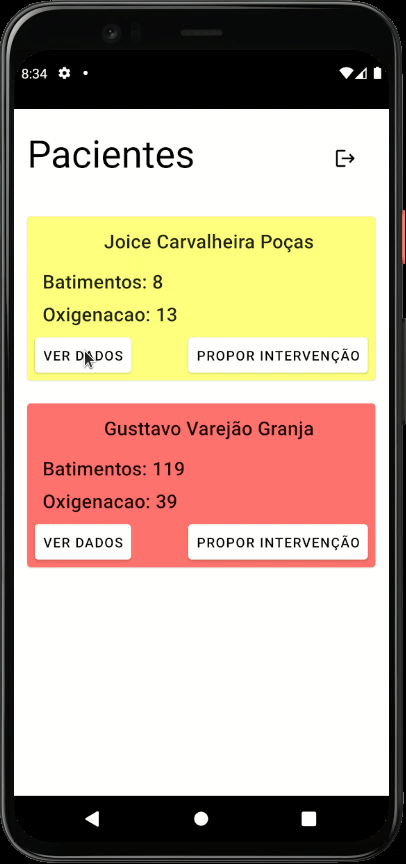 8:34
Pacientes
Joice Carvalheira Poças
Batimentos: 8
Oxigenacao: 13
VER DADOS
PROPOR INTERVENÇÃO
Gusttavo Varejão Granja
Batimentos: 119
Oxigenacao: 39
VER DADOS
PROPOR INTERVENÇÃO